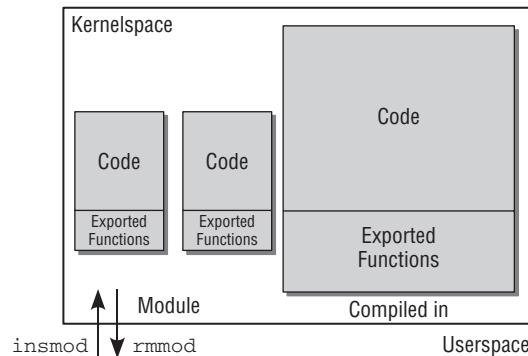 Kernelspace
Code
Exported
Functions
Code
Exported
Functions
Code
Exported
Functions
Module
Compiled in
insmod
rmmod
Userspace